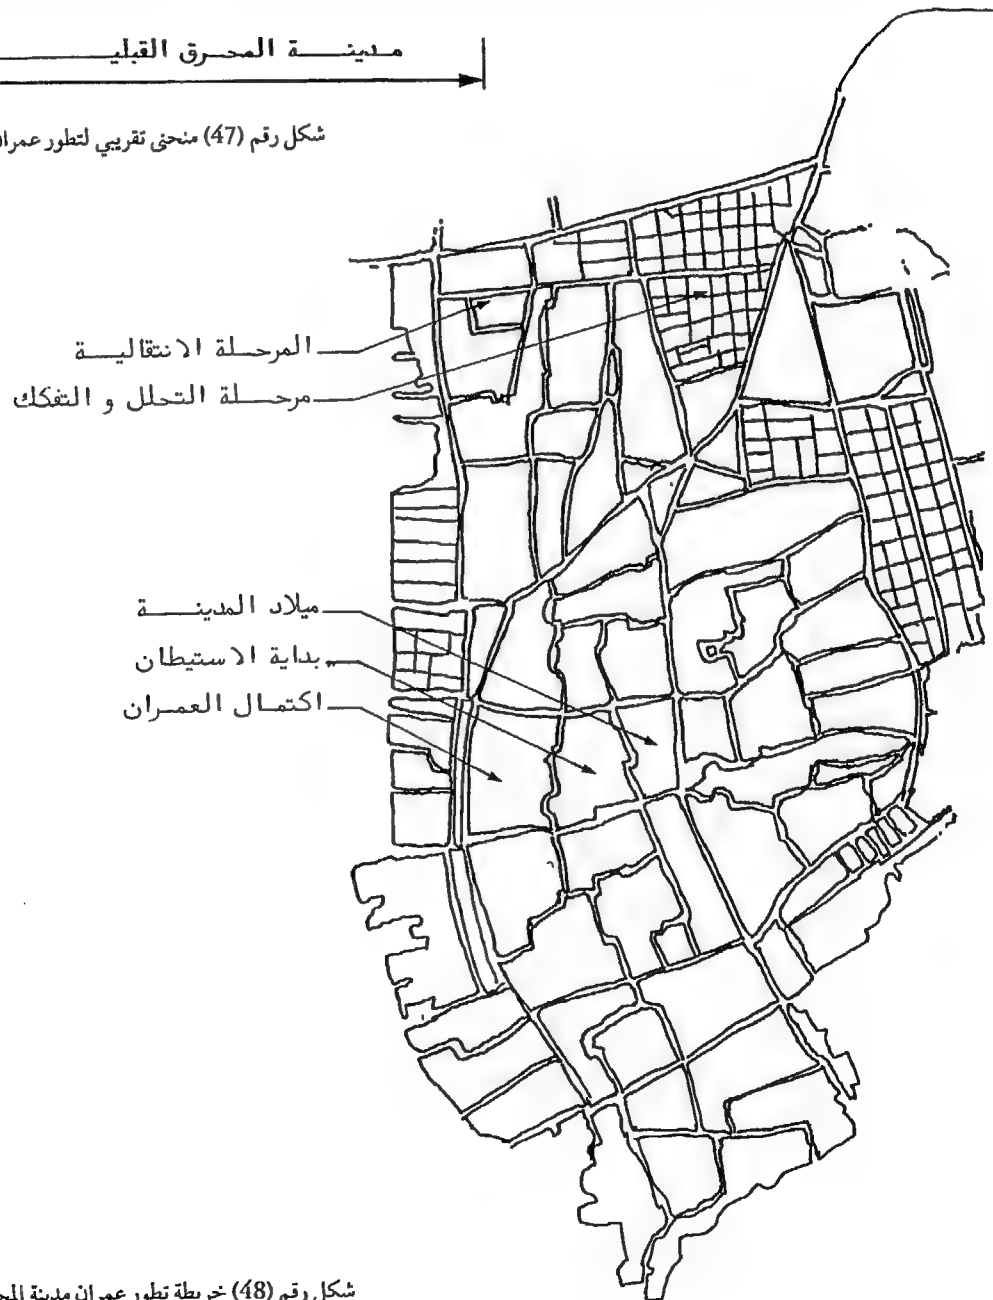 مدينة المحرق القبلي
شكل رقم (47) منحنى تقريبي لتطور عمران
المرحلة الانتقالية
مرحلة التحلل و التفكك
ميلاد المدينة
بداية الاستيطان
اكتمال العمران
شكل رقم (48) خريطة تطور عمران مدينة